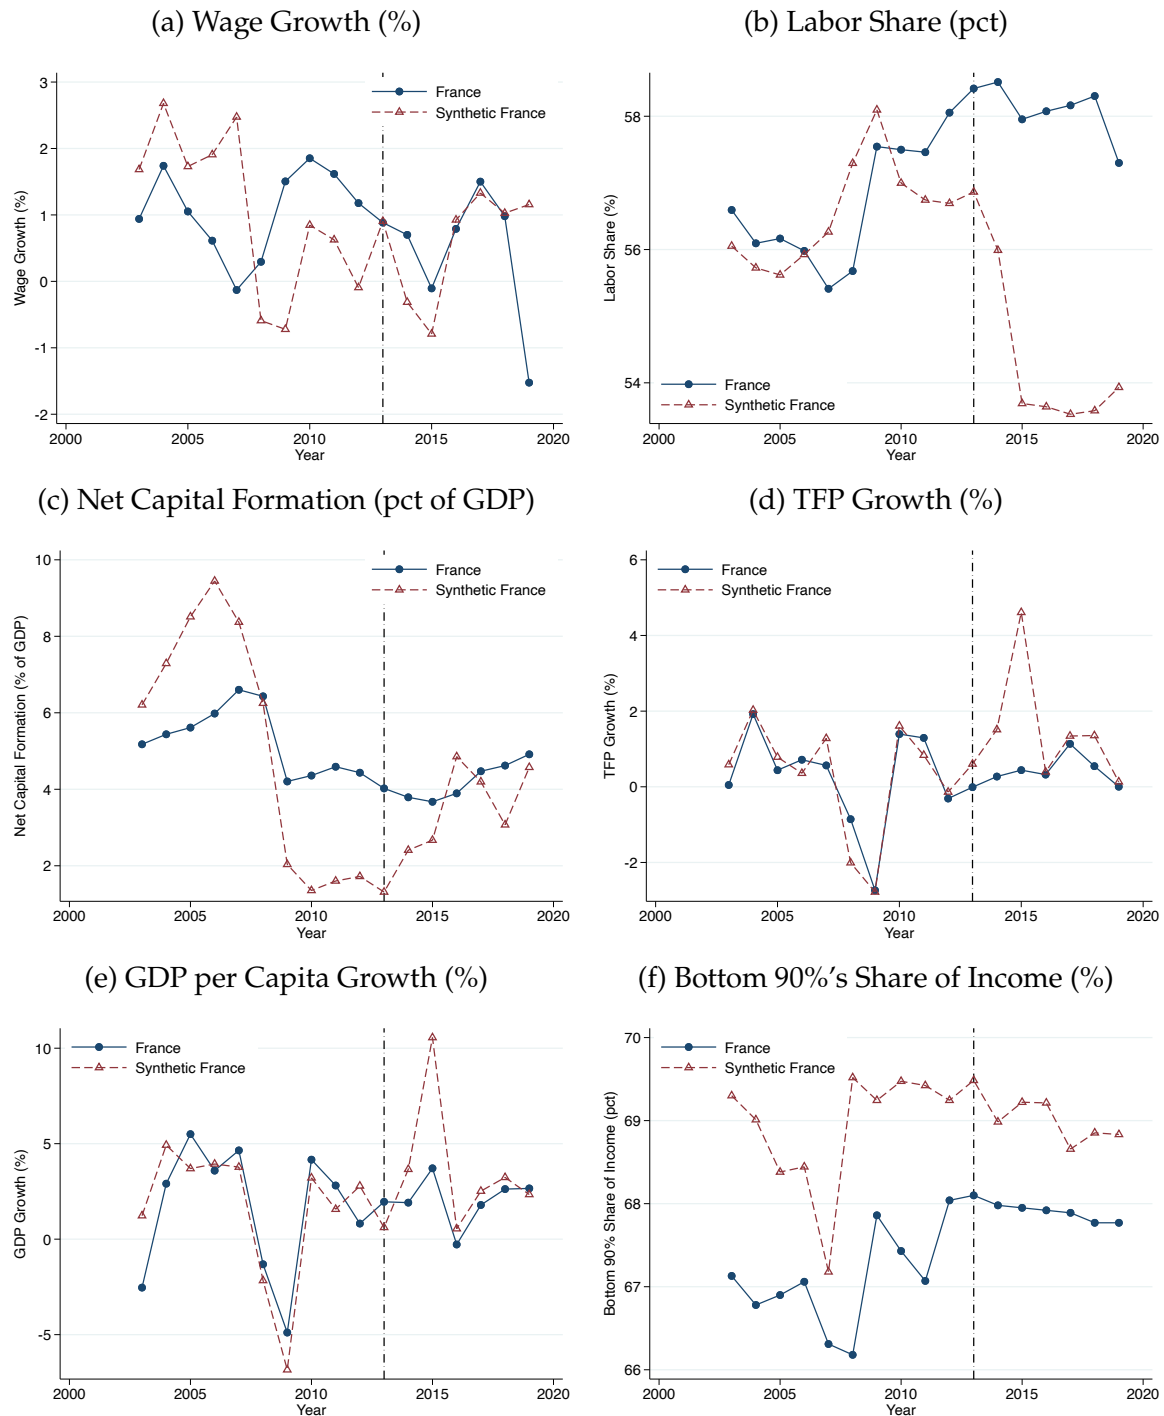 (a) Wage Growth (%)
Wage Growth (%)
3
2
1
0
-1
-2
France
Synthetic France
2000 2005 2010 2015 2020
Year
(b) Labor Share (pct)
Labor Share (%)
58
56
54
France
Synthetic France
2000 2005 2010 2015 2020
Year
(c) Net Capital Formation (pct of GDP)
Net Capital Formation (% of GDP)
10
8
6
4
2
France
Synthetic France
2000 2005 2010 2015 2020
Year
(d) TFP Growth (%)
TFP Growth (%)
6
4
2
0
-2
France
Synthetic France
2000 2005 2010 2015 2020
Year
(e) GDP per Capita Growth (%)
GDP Growth (%)
10
5
0
-5
France
Synthetic France
2000 2005 2010 2015 2020
Year
(f) Bottom 90%’s Share of Income (%)
Bottom 90% Share of Income (pct)
70
69
68
67
66
France
Synthetic France
2000 2005 2010 2015 2020
Year